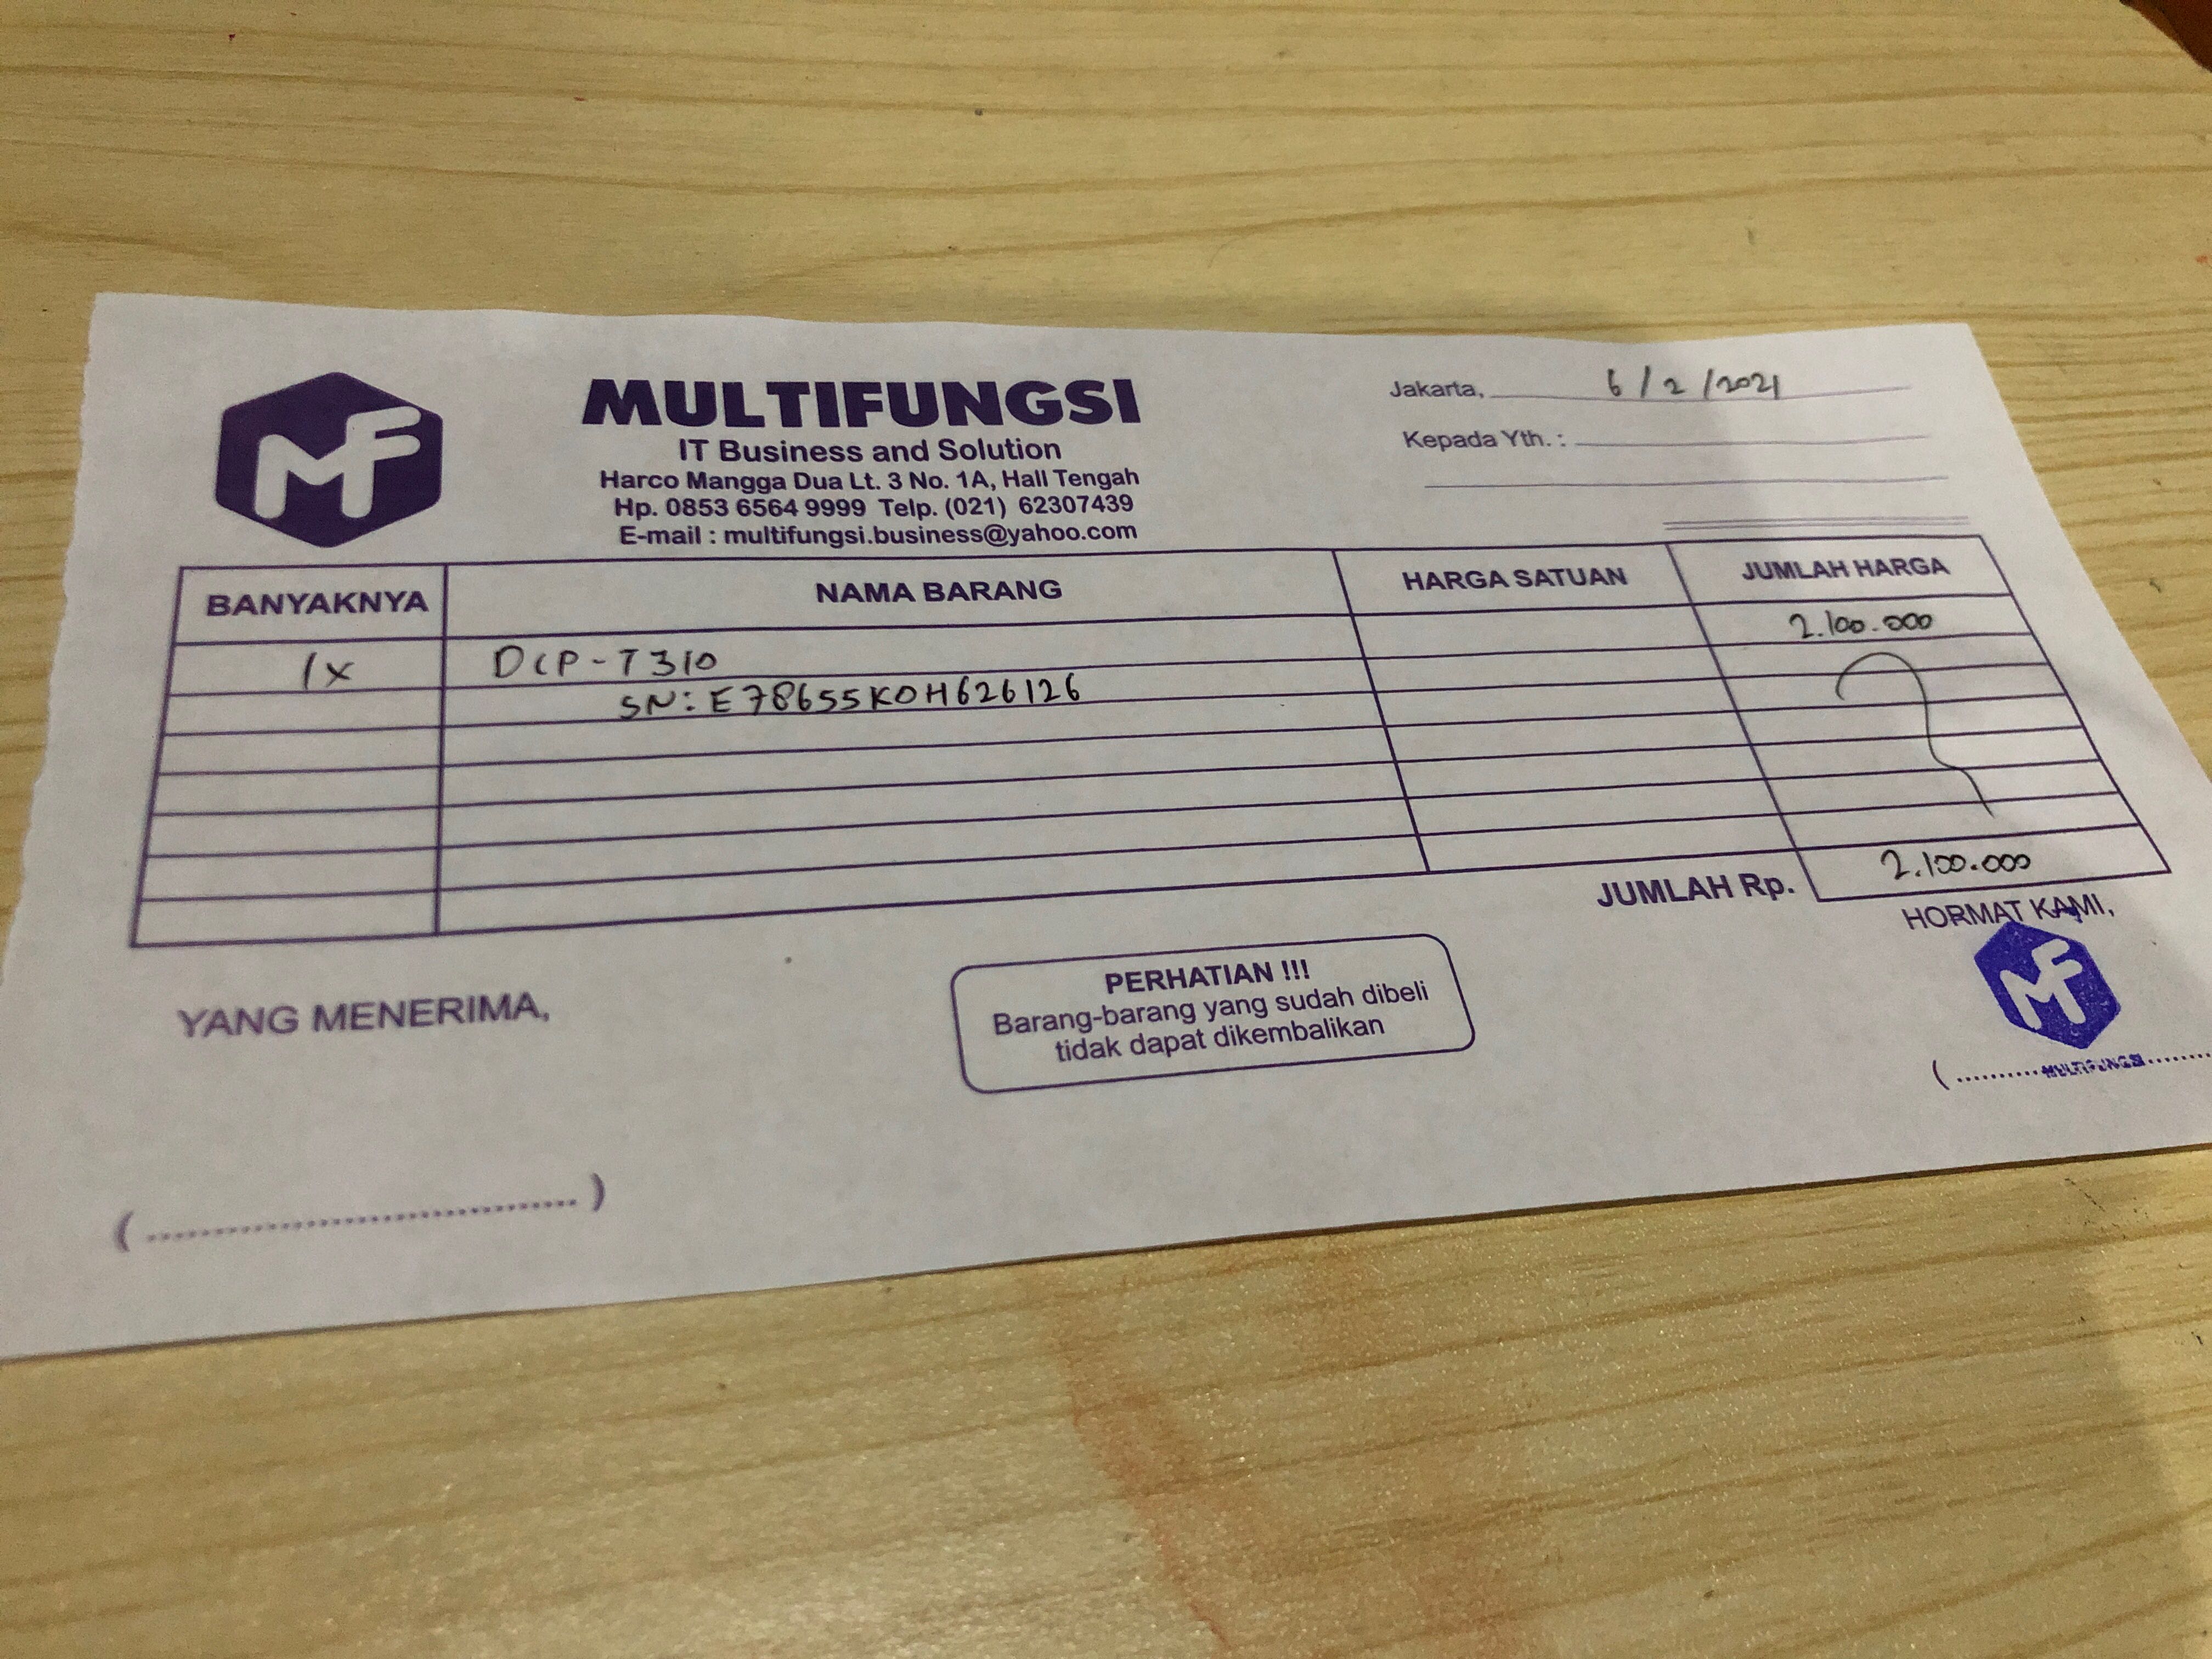 MF
MULTIFUNGSI
IT Business and Solution
Harco Mangga Dua Lt. 3 No. 1A, Hall Tengah
Hp. 0853 6564 9999 Telp. (021) 62307439
E-mail : multifungsi.business@yahoo.com
Jakarta, 6/2/2021
Kepada Yth. :
BANYAKNYA NAMA BARANG HARGA SATUAN JUMLAH HARGA
1x DCP-T310 2.100.000
SN: E78655K0H626126
JUMLAH Rp. 2.100.000
YANG MENERIMA,
PERHATIAN !!!
Barang-barang yang sudah dibeli
tidak dapat dikembalikan
HORMAT KAMI,
MF
MULTIFUNGSI
(....................................)